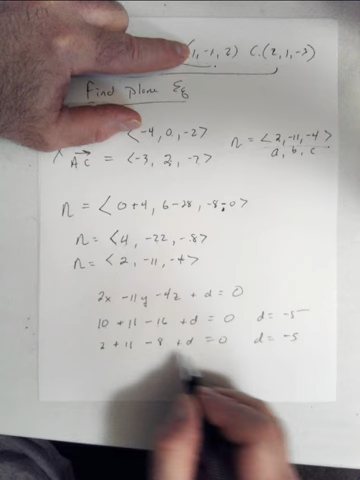 (1,-1,2) C.(2,1,-3)
Find plane Eq
<-4, 0, -2>
n = <2, -11, -4>
a, b, c
AC = <-3, 2, -7>
n = <0+4, 6-28, -8-0>
n = <4, -22, -8>
n = <2, -11, -4>
2x -11y -4z + d = 0
10 + 11 - 16 + d = 0 d = -5
2 + 11 - 8 + d = 0 d = -5